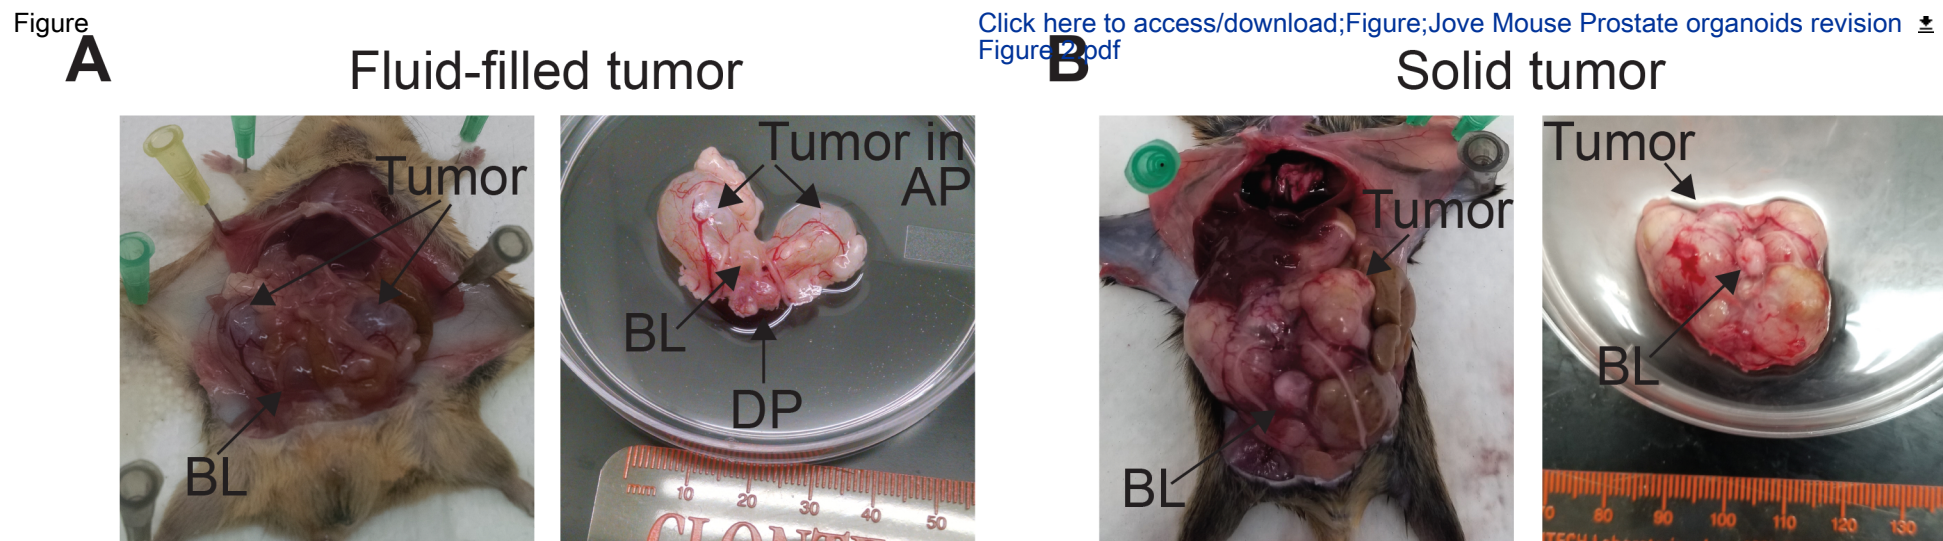 Figure
Click here to access/download;Figure;Jove Mouse Prostate organoids revision
Figure 2.pdf
A
Fluid-filled tumor
B
Solid tumor
Tumor
BL
Tumor in
AP
BL
DP
mm 10 20 30 40 50
Tumor
BL
Tumor
BL
80 90 100 110 120 130